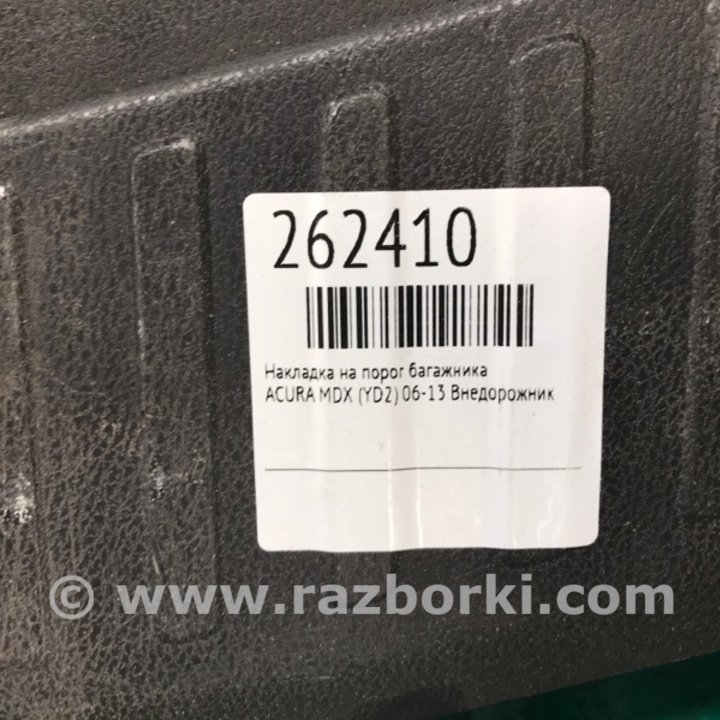 262410
Накладка на порог багажника
ACURA MDX (YD2) 06-13 Внедорожник
© www.razborki.com